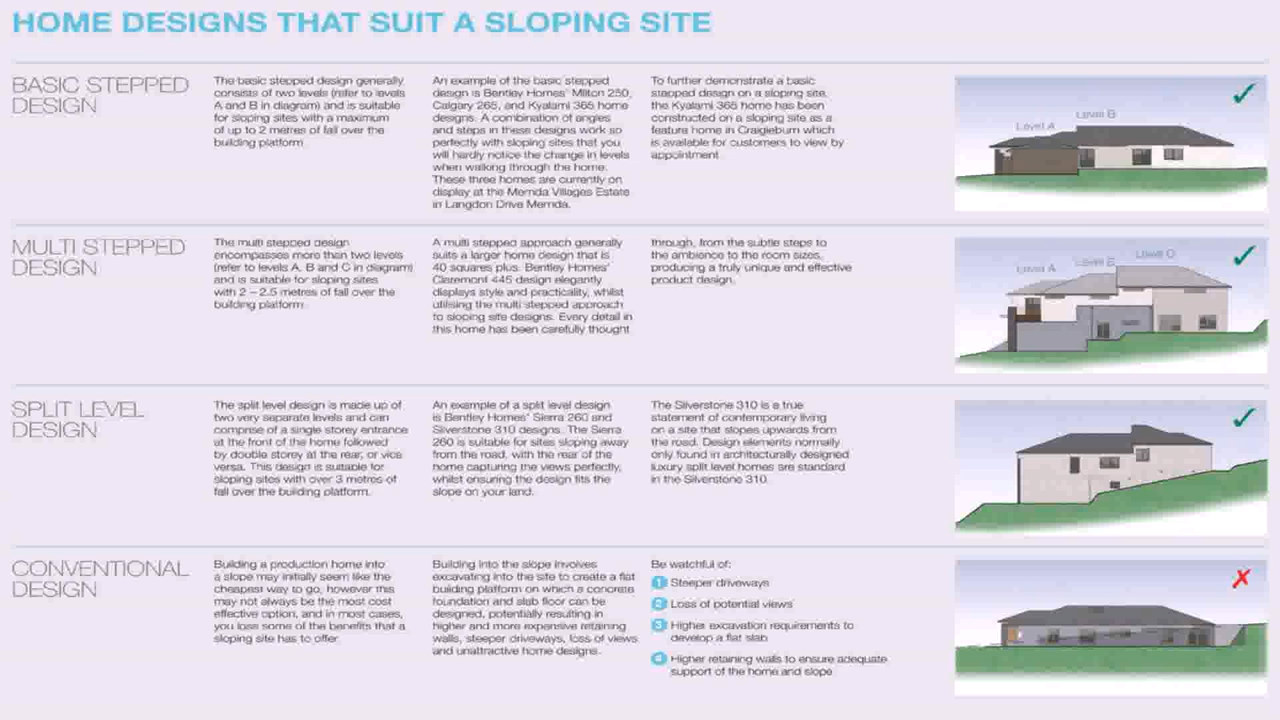 HOME DESIGNS THAT SUIT A SLOPING SITE
BASIC STEPPED
DESIGN
The basic stepped design generally
consists of two levels (refer to levels
A and B in diagram) and is suitable
for sloping sites with a maximum
of up to 2 metres of fall over the
building platform.
An example of the basic stepped
design is Bentley Homes' Milton 250,
Calgary 265, and Kyalami 365 home
designs. A combination of angles
and steps in these designs work so
perfectly with sloping sites that you
will hardly notice the change in levels
when walking through the home.
These three homes are currently on
display at the Mernda Villages Estate
in Langdon Drive Mernda.
To further demonstrate a basic
stepped design on a sloping site,
the Kyalami 365 home has been
constructed on a sloping site as a
feature home in Craigieburn which
is available for customers to view by
appointment.
Level A
Level B
MULTI STEPPED
DESIGN
The multi stepped design
encompasses more than two levels
(refer to levels A, B and C in diagram)
and is suitable for sloping sites
with 2 – 2.5 metres of fall over the
building platform.
A multi stepped approach generally
suits a larger home design that is
40 squares plus. Bentley Homes'
Claremont 445 design elegantly
displays style and practicality, whilst
utilising the multi stepped approach
to sloping site designs. Every detail in
this home has been carefully thought
through, from the subtle steps to
the ambience to the room sizes,
producing a truly unique and effective
product design.
Level A
Level B
Level C
SPLIT LEVEL
DESIGN
The split level design is made up of
two very separate levels and can
comprise of a single storey entrance
at the front of the home followed
by double storey at the rear, or vice
versa. This design is suitable for
sloping sites with over 3 metres of
fall over the building platform.
An example of a split level design
is Bentley Homes' Sierra 260 and
Silverstone 310 designs. The Sierra
260 is suitable for sites sloping away
from the road, with the rear of the
home capturing the views perfectly,
whilst ensuring the design fits the
slope on your land.
The Silverstone 310 is a true
statement of contemporary living
on a site that slopes upwards from
the road. Design elements normally
only found in architecturally designed
luxury split level homes are standard
in the Silverstone 310.
CONVENTIONAL
DESIGN
Building a production home into
a slope may initially seem like the
cheapest way to go, however this
may not always be the most cost
effective option, and in most cases,
you lose some of the benefits that a
sloping site has to offer.
Building into the slope involves
excavating into the site to create a flat
building platform on which a concrete
foundation and slab floor can be
designed, potentially resulting in
higher and more expensive retaining
walls, steeper driveways, loss of views
and unattractive home designs.
Be watchful of:
1 Steeper driveways
2 Loss of potential views
3 Higher excavation requirements to
develop a flat slab
4 Higher retaining walls to ensure adequate
support of the home and slope